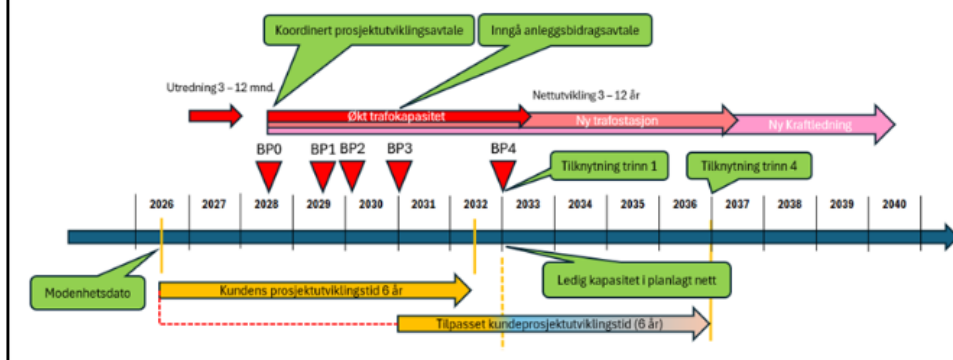 Koordinert prosjektutviklingsavtale
Inngå anleggsbidragsavtale
Utredning 3 – 12 mnd.
Nettutvikling 3 – 12 år
Økt trafokapasitet
Ny trafostasjon
Ny Kraftledning
BP0
BP1
BP2
BP3
BP4
Tilknytning trinn 1
Tilknytning trinn 4
2026
2027
2028
2029
2030
2031
2032
2033
2034
2035
2036
2037
2038
2039
2040
Modenhetsdato
Kundens prosjektutviklingstid 6 år
Ledig kapasitet i planlagt nett
Tilpasset kundeprosjektutviklingstid (6 år)